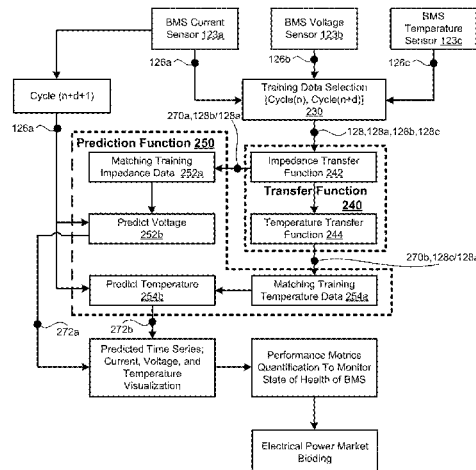 BMS Current
Sensor 123a
BMS Voltage
Sensor 123b
BMS
Temperature
Sensor 123c
126a
126b
126c
Cycle (n+d+1)
Training Data Selection
{Cycle(n), Cycle(n+d)}
230
126a
270a, 128b/128a
128, 128a, 128b, 128c
Prediction Function 250
Matching Training
Impedance Data 252a
Impedance Transfer
Function 242
Transfer Function
240
Predict Voltage
252b
Temperature Transfer
Function 244
270b, 128c/128a
Predict Temperature
254b
Matching Training
Temperature Data 254a
272a
272b
Predicted Time Series;
Current, Voltage, and
Temperature
Visualization
Performance Metrics
Quantification To Monitor
State of Health of BMS
Electrical Power Market
Bidding